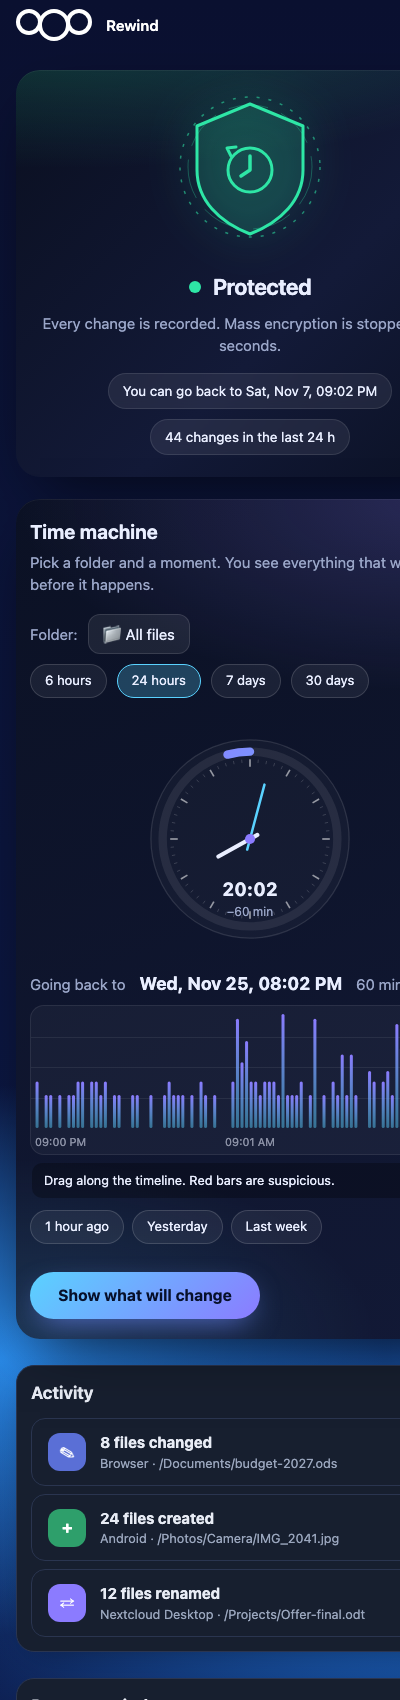 Rewind
Protected
Every change is recorded. Mass encryption is stoppe
seconds.
You can go back to Sat, Nov 7, 09:02 PM
44 changes in the last 24 h
Time machine
Pick a folder and a moment. You see everything that w
before it happens.
Folder: All files
6 hours 24 hours 7 days 30 days
20:02
−60 min
Going back to Wed, Nov 25, 08:02 PM 60 min
09:00 PM 09:01 AM
Drag along the timeline. Red bars are suspicious.
1 hour ago Yesterday Last week
Show what will change
Activity
8 files changed
Browser · /Documents/budget-2027.ods
24 files created
Android · /Photos/Camera/IMG_2041.jpg
12 files renamed
Nextcloud Desktop · /Projects/Offer-final.odt